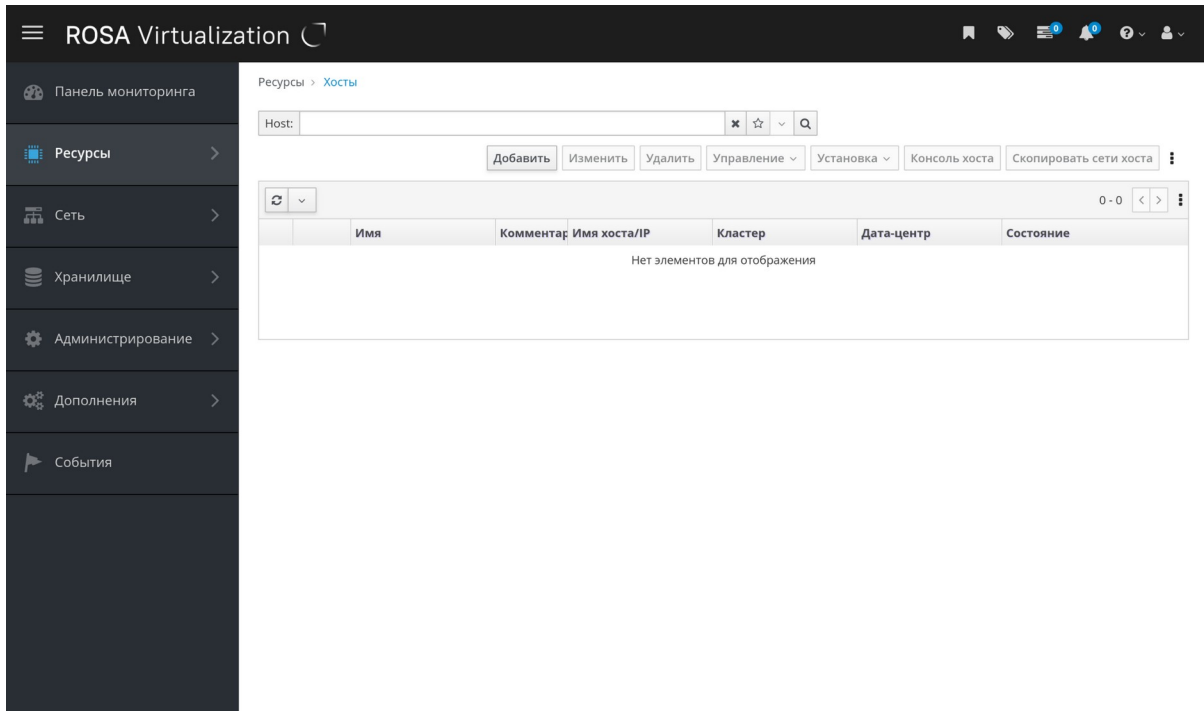 ROSA Virtualization
0 0
Панель мониторинга
Ресурсы
Сеть
Хранилище
Администрирование
Дополнения
События
Ресурсы > Хосты
Host:
Добавить Изменить Удалить Управление Установка Консоль хоста Скопировать сети хоста
0 - 0
Имя Комментар Имя хоста/IP Кластер Дата-центр Состояние
Нет элементов для отображения